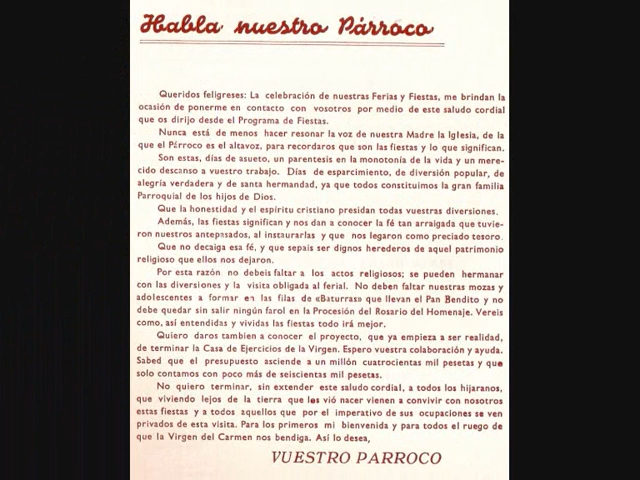 Habla nuestro Párroco
Queridos feligreses: La celebración de nuestras Ferias y Fiestas, me brindan la
ocasión de ponerme en contacto con vosotros por medio de este saludo cordial
que os dirijo desde el Programa de Fiestas.
Nunca está de menos hacer resonar la voz de nuestra Madre la Iglesia, de la
que el Párroco es el altavoz, para recordaros que son las fiestas y lo que significan.
Son estas, días de asueto, un parentesis en la monotonía de la vida y un mere-
cido descanso a vuestro trabajo. Días de esparcimiento, de diversión popular, de
alegría verdadera y de santa hermandad, ya que todos constituimos la gran familia
Parroquial de los hijos de Dios.
Que la honestidad y el espíritu cristiano presidan todas vuestras diversiones.
Además, las fiestas significan y nos dan a conocer la fé tan arraigada que tuvie-
ron nuestros antepasados, al instaurarlas y que nos legaron como preciado tesoro.
Que no decaiga esa fé, y que sepais ser dignos herederos de aquel patrimonio
religioso que ellos nos dejaron.
Por esta razón no debeis faltar a los actos religiosos; se pueden hermanar
con las diversiones y la visita obligada al ferial. No deben faltar nuestras mozas y
adolescentes a formar en las filas de «Baturras» que llevan el Pan Bendito y no
debe quedar sin salir ningún farol en la Procesión del Rosario del Homenaje. Vereis
como, así entendidas y vividas las fiestas todo irá mejor.
Quiero daros tambien a conocer el proyecto, que ya empieza a ser realidad,
de terminar la Casa de Ejercicios de la Virgen. Espero vuestra colaboración y ayuda.
Sabed que el presupuesto asciende a un millón cuatrocientas mil pesetas y que
solo contamos con poco más de seiscientas mil pesetas.
No quiero terminar, sin extender este saludo cordial, a todos los hijaranos,
que viviendo lejos de la tierra que les vió nacer vienen a convivir con nosotros
estas fiestas y a todos aquellos que por el imperativo de sus ocupaciones se ven
privados de esta visita. Para los primeros mi bienvenida y para todos el ruego de
que la Virgen del Carmen nos bendiga. Así lo desea,
VUESTRO PARROCO